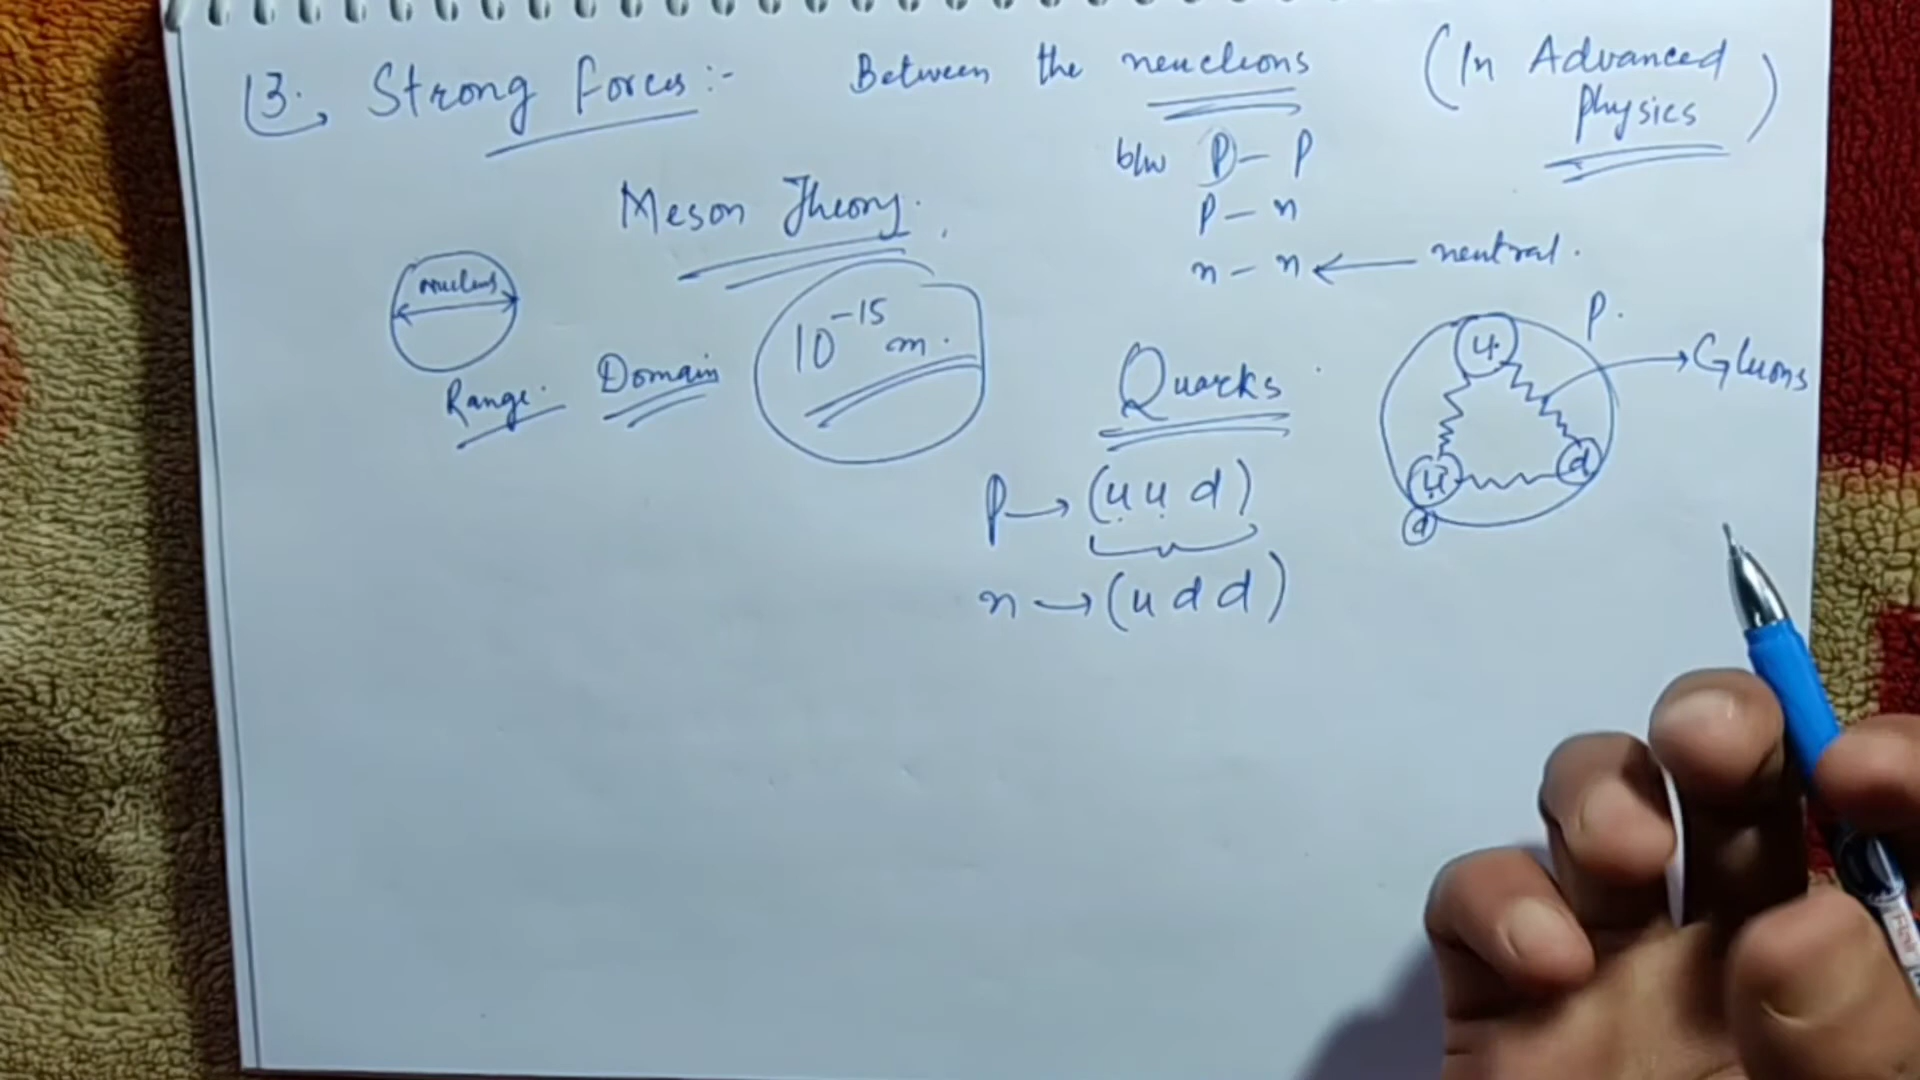 13. Strong forces:- Between the neuclions (In Advanced physics)
b/w P - P
P - n
n - n ← neutral.
Meson Theory.
nucleus
Range. Domain 10⁻¹⁵ m.
Quarks
P → (u u d)
n → (u d d)
P.
u
u d
d
→ Gluons